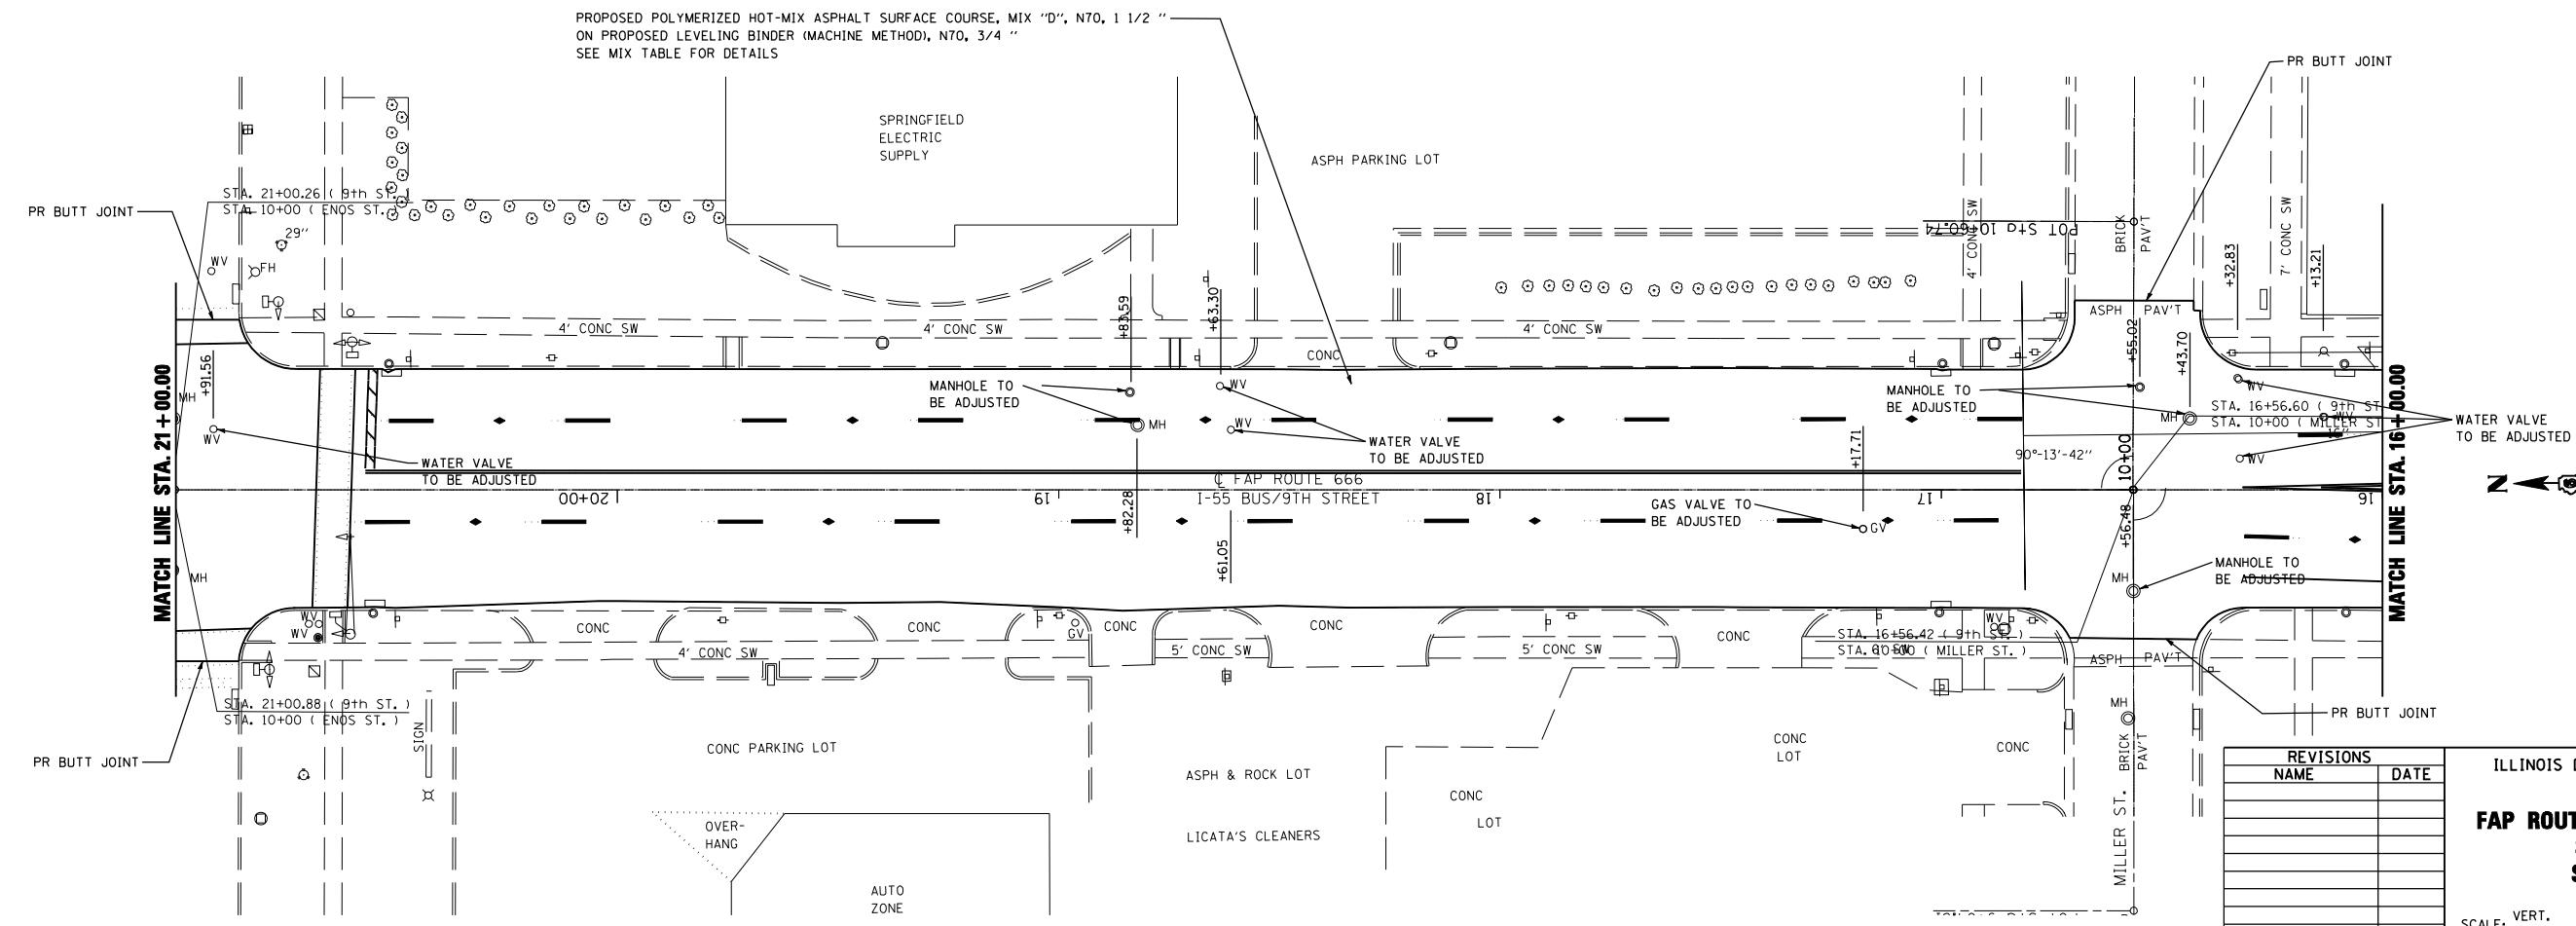 PROPOSED POLYMERIZED HOT-MIX ASPHALT SURFACE COURSE, MIX "D", N70, 1 1/2 "
ON PROPOSED LEVELING BINDER (MACHINE METHOD), N70, 3/4 "
SEE MIX TABLE FOR DETAILS
PR BUTT JOINT
SPRINGFIELD
ELECTRIC
SUPPLY
ASPH PARKING LOT
STA. 21+00.26 ( 9th ST. )
STA. 10+00 ( ENOS ST. )
PR BUTT JOINT
29"
WV
FH
4' CONC SW
POT Sta 10+60.74
BRICK
PAV'T
7' CONC SW
+32.83
+13.21
+83.59
+63.30
ASPH PAV'T
4' CONC SW
4' CONC SW
4' CONC SW
CONC
+55.02
+43.70
+91.56
MATCH LINE STA. 21+00.00
MH
WV
MANHOLE TO
BE ADJUSTED
WV
MH
WV
MANHOLE TO
BE ADJUSTED
WV
MH
STA. 16+56.60 ( 9th ST
STA. 10+00 ( MILLER ST
WV
16"
WATER VALVE
TO BE ADJUSTED
MATCH LINE STA. 16+00.00
WATER VALVE
TO BE ADJUSTED
WATER VALVE
TO BE ADJUSTED
+17.71
90°-13'-42"
10+00
WV
℄ FAP ROUTE 666
I-55 BUS/9TH STREET
20+00
19
18
17
16
N
+82.28
+61.05
GAS VALVE TO
BE ADJUSTED
GV
+56.48
MANHOLE TO
BE ADJUSTED
MH
MH
WV
WV
CONC
CONC
GV
CONC
CONC
CONC
WV
STA. 16+56.42 ( 9th ST. )
STA. 10+00 ( MILLER ST. )
4' CONC SW
5' CONC SW
5' CONC SW
ASPH PAV'T
STA. 21+00.88 ( 9th ST. )
STA. 10+00 ( ENOS ST. )
SIGN
MH
PR BUTT JOINT
PR BUTT JOINT
CONC PARKING LOT
ASPH & ROCK LOT
CONC
LOT
CONC
BRICK
PAV'T
MILLER ST.
CONC
LOT
OVER-
HANG
LICATA'S CLEANERS
AUTO
ZONE
REVISIONS
NAME DATE
ILLINOIS
FAP ROUT
SCALE: VERT.